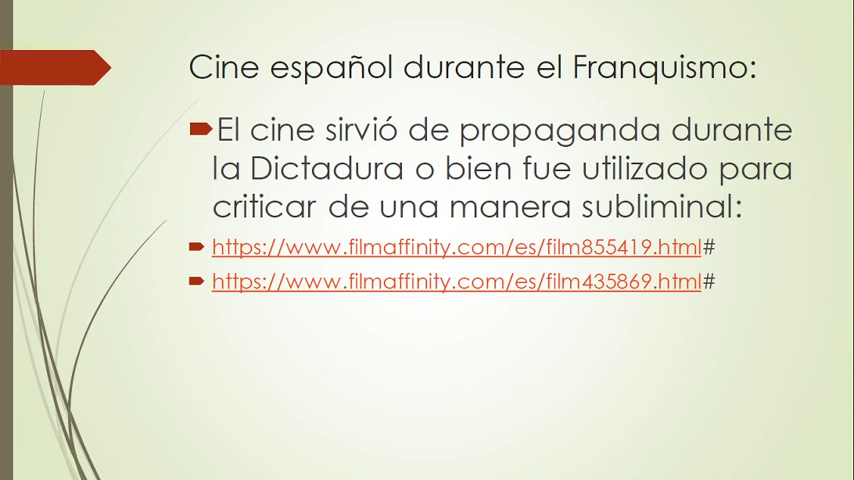 Cine español durante el Franquismo:
El cine sirvió de propaganda durante
la Dictadura o bien fue utilizado para
criticar de una manera subliminal:
https://www.filmaffinity.com/es/film855419.html#
https://www.filmaffinity.com/es/film435869.html#